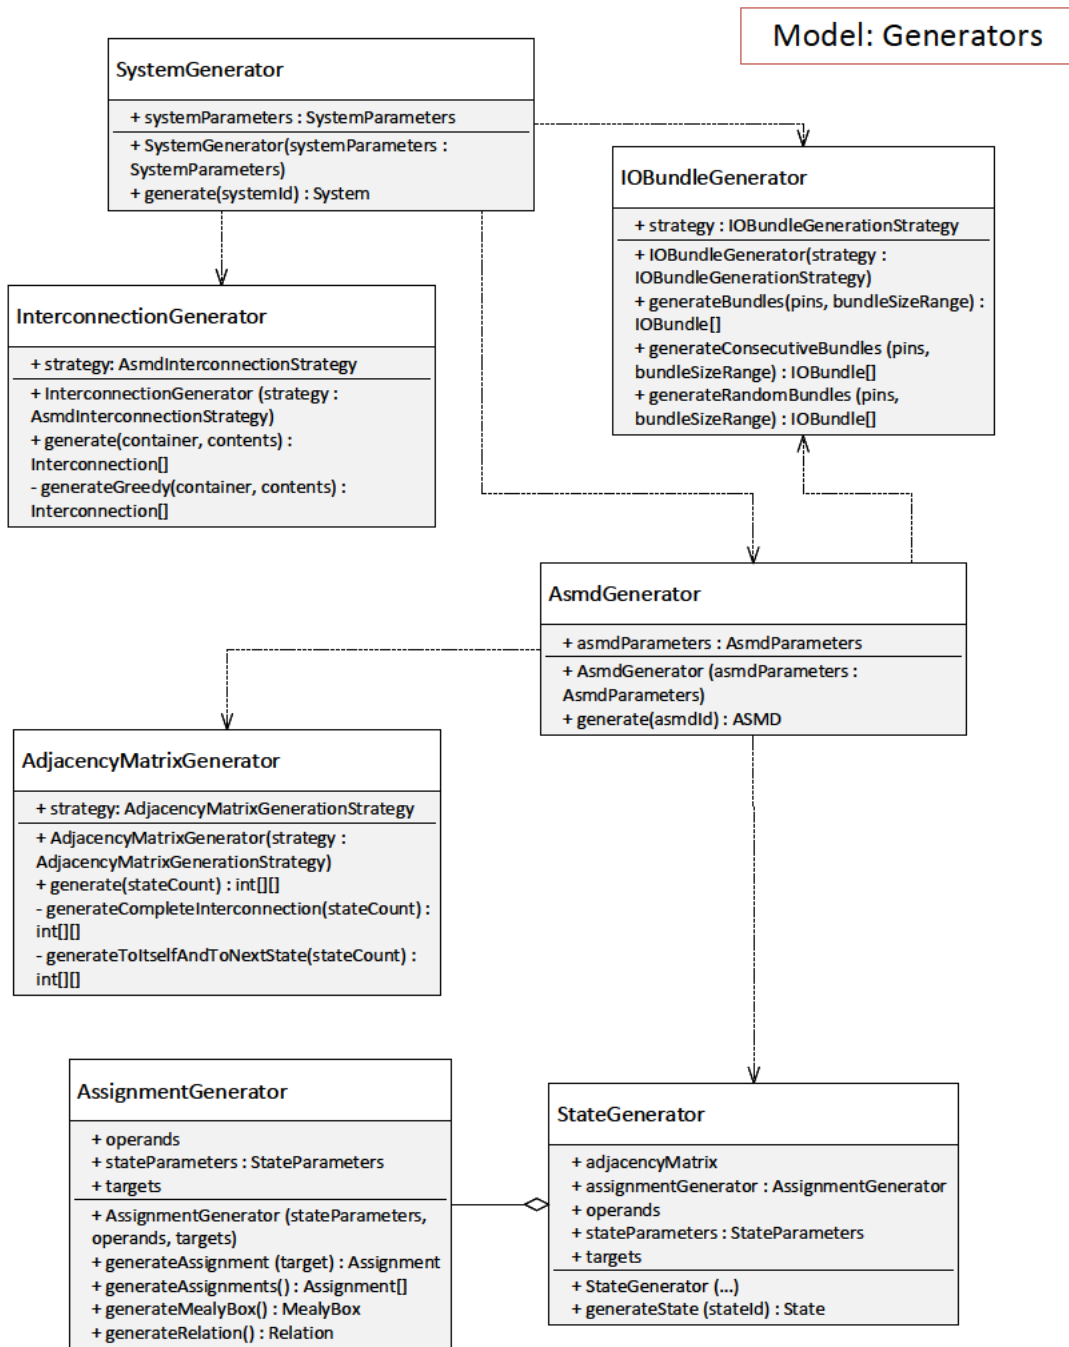 Model: Generators
SystemGenerator
+ systemParameters : SystemParameters
+ SystemGenerator(systemParameters :
SystemParameters)
+ generate(systemId) : System
IOBundleGenerator
+ strategy : IOBundleGenerationStrategy
+ IOBundleGenerator(strategy :
IOBundleGenerationStrategy)
+ generateBundles(pins, bundleSizeRange) :
IOBundle[]
+ generateConsecutiveBundles (pins,
bundleSizeRange) : IOBundle[]
+ generateRandomBundles (pins,
bundleSizeRange) : IOBundle[]
InterconnectionGenerator
+ strategy: AsmdInterconnectionStrategy
+ InterconnectionGenerator (strategy :
AsmdInterconnectionStrategy)
+ generate(container, contents) :
Interconnection[]
- generateGreedy(container, contents) :
Interconnection[]
AsmdGenerator
+ asmdParameters : AsmdParameters
+ AsmdGenerator (asmdParameters :
AsmdParameters)
+ generate(asmdId) : ASMD
AdjacencyMatrixGenerator
+ strategy: AdjacencyMatrixGenerationStrategy
+ AdjacencyMatrixGenerator(strategy :
AdjacencyMatrixGenerationStrategy)
+ generate(stateCount) : int[][]
- generateCompleteInterconnection(stateCount) :
int[][]
- generateToItselfAndToNextState(stateCount) :
int[][]
AssignmentGenerator
+ operands
+ stateParameters : StateParameters
+ targets
+ AssignmentGenerator (stateParameters,
operands, targets)
+ generateAssignment (target) : Assignment
+ generateAssignments() : Assignment[]
+ generateMealyBox() : MealyBox
+ generateRelation() : Relation
StateGenerator
+ adjacencyMatrix
+ assignmentGenerator : AssignmentGenerator
+ operands
+ stateParameters : StateParameters
+ targets
+ StateGenerator (...)
+ generateState (stateId) : State